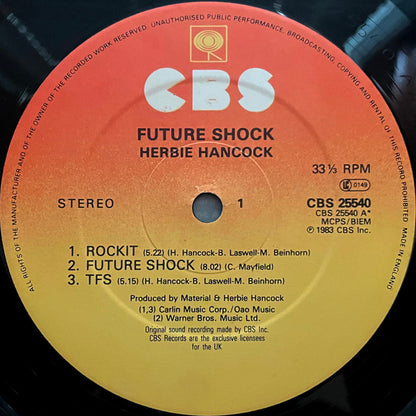 ALL RIGHTS OF THE MANUFACTURER AND OF THE OWNER OF THE RECORDED WORK RESERVED. UNAUTHORISED PUBLIC PERFORMANCE, BROADCASTING, COPYING AND RENTAL OF THIS RECORD PROHIBITED. MADE IN ENGLAND
CBS
FUTURE SHOCK
HERBIE HANCOCK
33⅓ RPM
0149
STEREO
1
CBS 25540
CBS 25540 A*
MCPS/BIEM
℗ 1983 CBS Inc.
1. ROCKIT (5.22) (H. Hancock-B. Laswell-M. Beinhorn)
2. FUTURE SHOCK (8.02) (C. Mayfield)
3. TFS (5.15) (H. Hancock-B. Laswell-M. Beinhorn)
Produced by Material & Herbie Hancock
(1,3) Carlin Music Corp./Oao Music
(2) Warner Bros. Music Ltd.
Original sound recording made by CBS Inc.
CBS Records are the exclusive licensees
for the UK